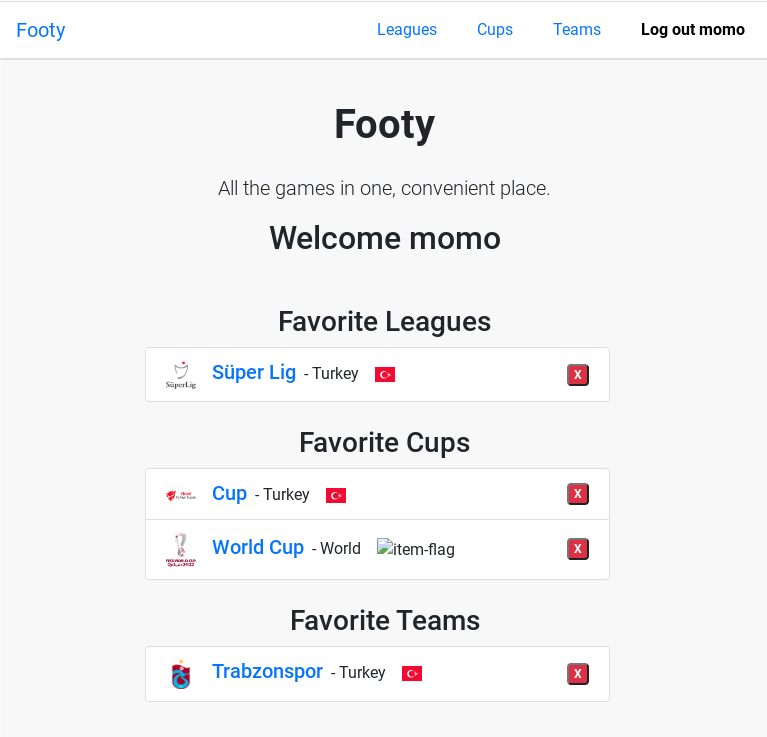 Footy Leagues Cups Teams Log out momo
Footy
All the games in one, convenient place.
Welcome momo
Favorite Leagues
SüperLig Süper Lig - Turkey X
Favorite Cups
Cup - Turkey X
World Cup - World item-flag X
Favorite Teams
Trabzonspor - Turkey X